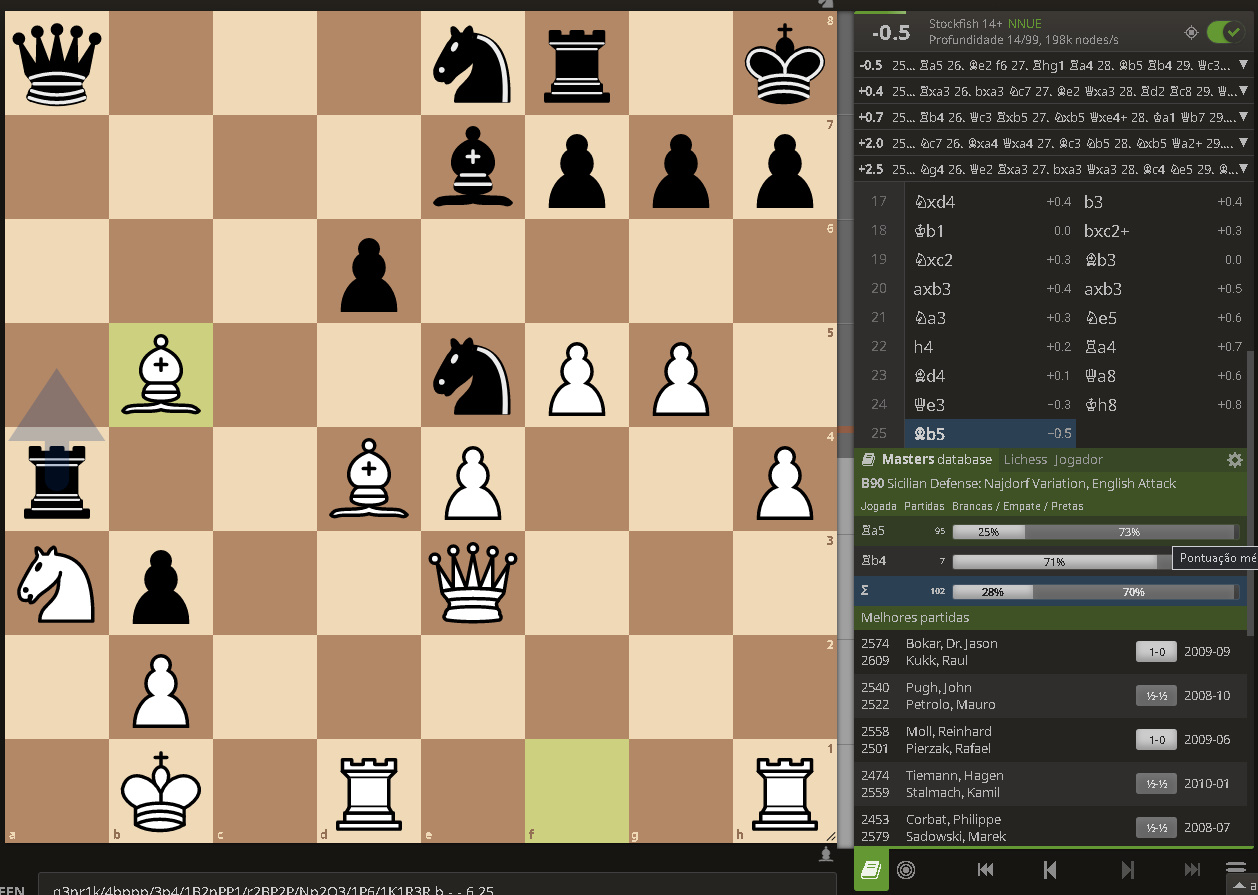 8
7
6
5
4
3
2
1
a
b
c
d
e
f
g
h
-0.5
Stockfish 14+ NNUE
Profundidade 14/99, 198k nodes/s
-0.5 25... ♖a5 26. ♗e2 f6 27. ♖hg1 ♖a4 28. ♗b5 ♖b4 29. ♕c3...
+0.4 25... ♖xa3 26. bxa3 ♘c7 27. ♗e2 ♕xa3 28. ♖d2 ♖c8 29. ♕...
+0.7 25... ♖b4 26. ♕c3 ♖xb5 27. ♘xb5 ♕xe4+ 28. ♔a1 ♕b7 29....
+2.0 25... ♘c7 26. ♗xa4 ♕xa4 27. ♗c3 ♘b5 28. ♘xb5 ♕a2+ 29....
+2.5 25... ♘g4 26. ♕e2 ♖xa3 27. bxa3 ♕xa3 28. ♗c4 ♘e5 29. ♗...
17 ♘xd4 +0.4 b3 +0.4
18 ♔b1 0.0 bxc2+ +0.3
19 ♘xc2 +0.3 ♗b3 0.0
20 axb3 +0.4 axb3 +0.5
21 ♘a3 +0.3 ♘e5 +0.6
22 h4 +0.2 ♖a4 +0.7
23 ♗d4 +0.1 ♕a8 +0.6
24 ♕e3 −0.3 ♔h8 +0.8
25 ♗b5 −0.5
Masters database Lichess Jogador
B90 Sicilian Defense: Najdorf Variation, English Attack
Jogada Partidas Brancas / Empate / Pretas
♖a5 95 25% 73%
♖b4 7 71%
Pontuação mé
Σ 102 28% 70%
Melhores partidas
2574 Bokar, Dr. Jason
2609 Kukk, Raul
1-0 2009-09
2540 Pugh, John
2522 Petrolo, Mauro
½-½ 2008-10
2558 Moll, Reinhard
2501 Pierzak, Rafael
1-0 2009-06
2474 Tiemann, Hagen
2559 Stalmach, Kamil
½-½ 2010-01
2453 Corbat, Philippe
2579 Sadowski, Marek
½-½ 2008-07
FEN q3nr1k/4bppp/3p4/1B2nPP1/r2BP2P/Np2Q3/1P6/1K1R3R b - - 6 25